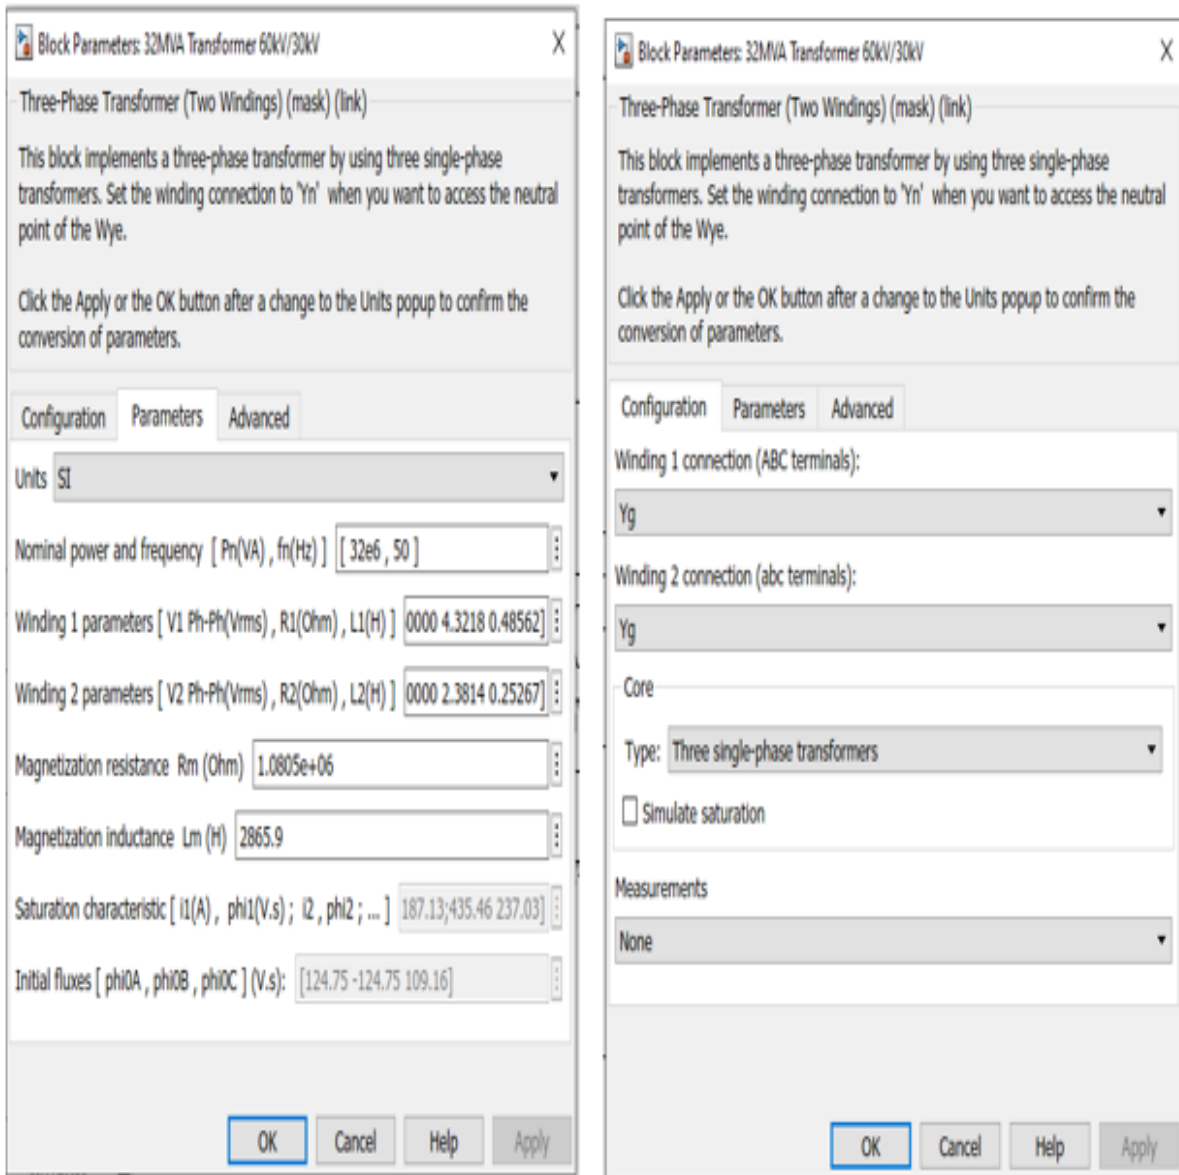 Block Parameters: 32MVA Transformer 60kV/30kV
X
Three-Phase Transformer (Two Windings) (mask) (link)
This block implements a three-phase transformer by using three single-phase
transformers. Set the winding connection to 'Yn' when you want to access the neutral
point of the Wye.
Click the Apply or the OK button after a change to the Units popup to confirm the
conversion of parameters.
Configuration Parameters Advanced
Units SI
Nominal power and frequency [ Pn(VA) , fn(Hz) ] [ 32e6 , 50 ]
Winding 1 parameters [ V1 Ph-Ph(Vrms) , R1(Ohm) , L1(H) ] 0000 4.3218 0.48562]
Winding 2 parameters [ V2 Ph-Ph(Vrms) , R2(Ohm) , L2(H) ] 0000 2.3814 0.25267]
Magnetization resistance Rm (Ohm) 1.0805e+06
Magnetization inductance Lm (H) 2865.9
Saturation characteristic [ i1(A) , phi1(V.s) ; i2 , phi2 ; ... ] 187.13;435.46 237.03]
Initial fluxes [ phi0A , phi0B , phi0C ] (V.s): [124.75 -124.75 109.16]
OK Cancel Help Apply
Block Parameters: 32MVA Transformer 60kV/30kV
X
Three-Phase Transformer (Two Windings) (mask) (link)
This block implements a three-phase transformer by using three single-phase
transformers. Set the winding connection to 'Yn' when you want to access the neutral
point of the Wye.
Click the Apply or the OK button after a change to the Units popup to confirm the
conversion of parameters.
Configuration Parameters Advanced
Winding 1 connection (ABC terminals):
Yg
Winding 2 connection (abc terminals):
Yg
Core
Type: Three single-phase transformers
Simulate saturation
Measurements
None
OK Cancel Help Apply